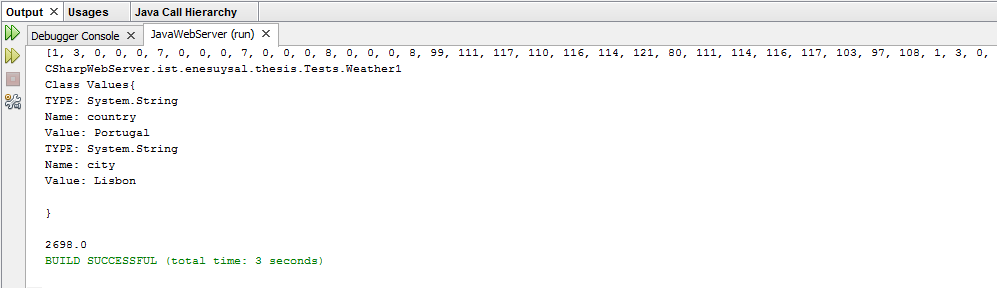 Output Usages Java Call Hierarchy
Debugger Console JavaWebServer (run)
[1, 3, 0, 0, 0, 7, 0, 0, 0, 7, 0, 0, 0, 8, 0, 0, 0, 8, 99, 111, 117, 110, 116, 114, 121, 80, 111, 114, 116, 117, 103, 97, 108, 1, 3, 0,
CSharpWebServer.ist.enesuysal.thesis.Tests.Weather1
Class Values{
TYPE: System.String
Name: country
Value: Portugal
TYPE: System.String
Name: city
Value: Lisbon
}
2698.0
BUILD SUCCESSFUL (total time: 3 seconds)